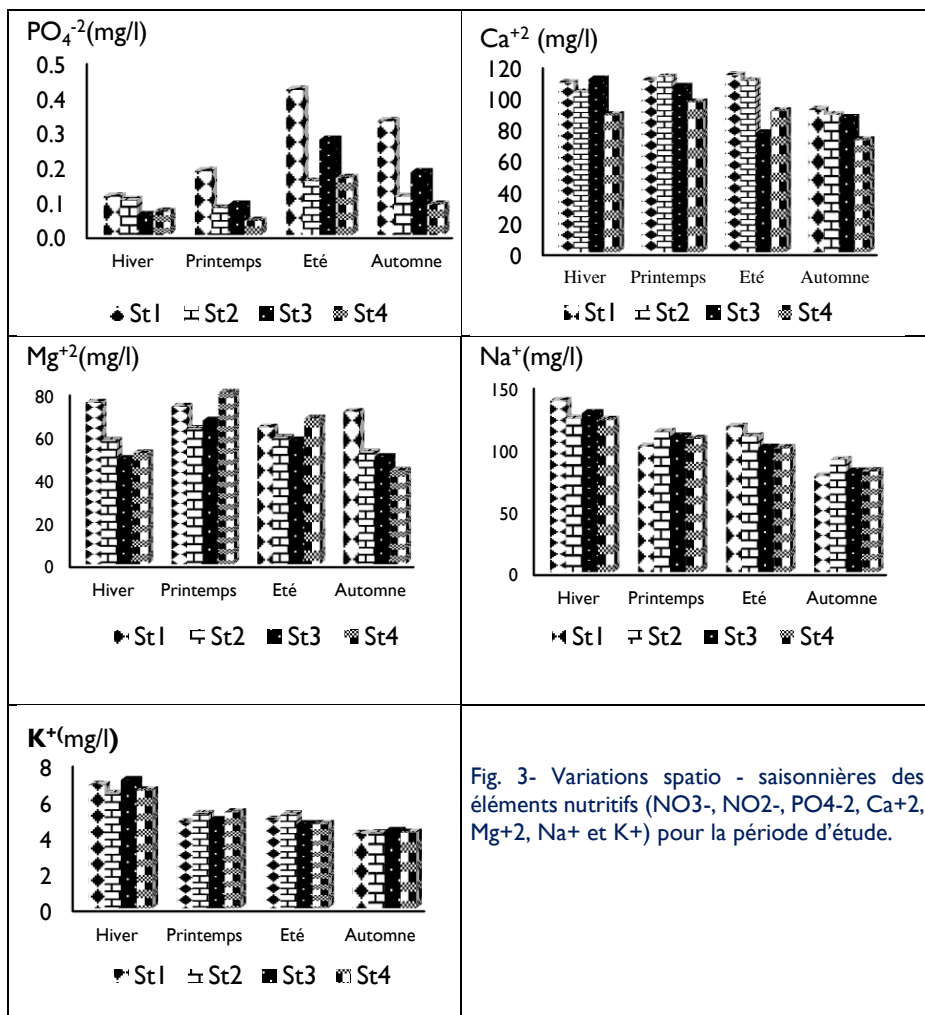 PO₄⁻²(mg/l)
0.5
0.4
0.3
0.2
0.1
0.0
Hiver Printemps Eté Automne
St1 St2 St3 St4
Ca⁺² (mg/l)
120
100
80
60
40
20
0
Hiver Printemps Eté Automne
St1 St2 St3 St4
Mg⁺²(mg/l)
80
60
40
20
0
Hiver Printemps Eté Automne
St1 St2 St3 St4
Na⁺(mg/l)
150
100
50
0
Hiver Printemps Eté Automne
St1 St2 St3 St4
K⁺⁽mg/l)
8
6
4
2
0
Hiver Printemps Eté Automne
St1 St2 St3 St4
Fig. 3- Variations spatio - saisonnières des
éléments nutritifs (NO3-, NO2-, PO4-2, Ca+2,
Mg+2, Na+ et K+) pour la période d’étude.